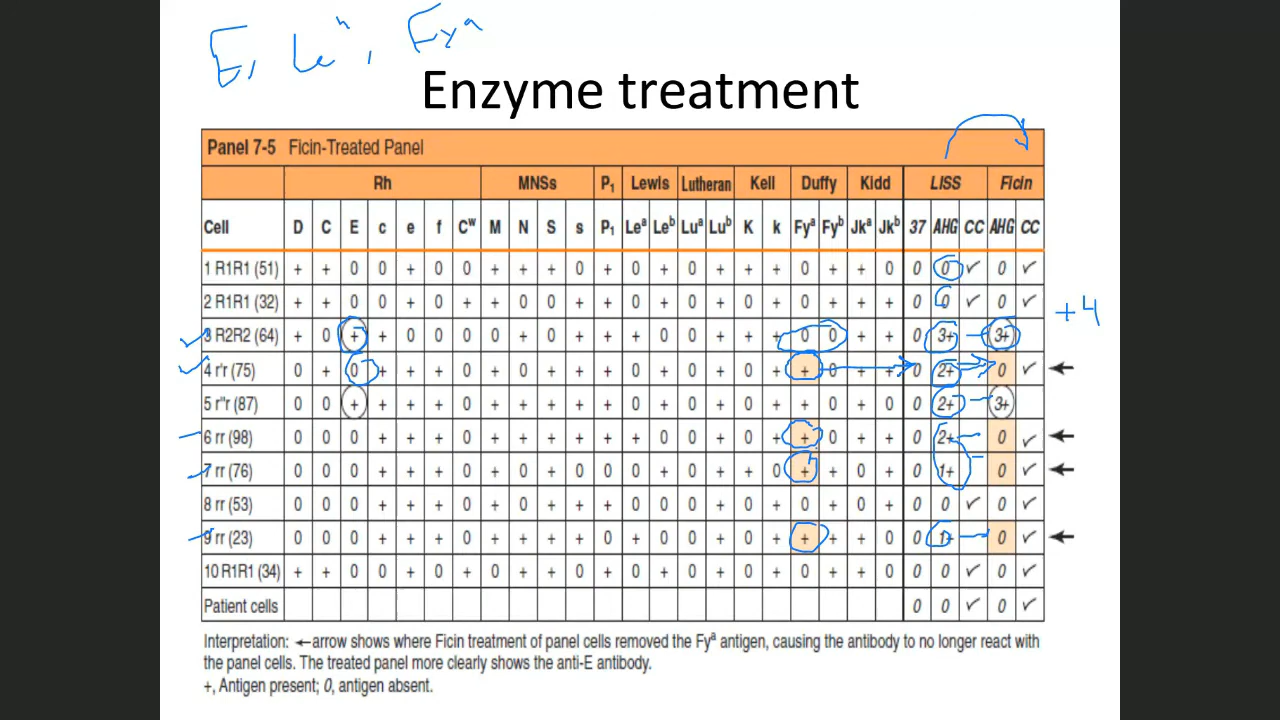 E, Le , Fyᵃ
Enzyme treatment
Panel 7-5 Ficin-Treated Panel
Rh MNSs P₁ Lewis Lutheran Kell Duffy Kidd LISS Ficin
Cell D C E c e f Cʷ M N S s P₁ Leᵃ Leᵇ Luᵃ Luᵇ K k Fyᵃ Fyᵇ Jkᵃ Jkᵇ 37 AHG CC AHG CC
1 R1R1 (51) + + 0 0 + 0 0 + + + 0 + 0 + 0 + + + 0 + + 0 0 0 ✓ 0 ✓
2 R1R1 (32) + + 0 0 + 0 + + + + + + 0 + 0 + 0 + 0 + + + 0 0 ✓ 0 ✓
+4
3 R2R2 (64) + 0 + + 0 0 0 + 0 + + + 0 + 0 + 0 + 0 0 + 0 0 3+ 3+
4 r'r (75) 0 + 0 + + 0 0 + + + + + 0 + 0 + 0 + + 0 + + 0 2+ 0 ✓ ←
5 r"r (87) 0 0 + + + + 0 + + + + + 0 + 0 + 0 + 0 + + 0 0 2+ 3+
6 rr (98) 0 0 0 + + + 0 + + + + + + 0 0 + 0 + + 0 + + 0 2+ 0 ✓ ←
7 rr (76) 0 0 0 + + + 0 + 0 0 + + 0 + 0 + + 0 + + 0 + 0 1+ 0 ✓ ←
8 rr (53) 0 0 0 + + + 0 + 0 + + + 0 0 0 + 0 + 0 + 0 + 0 0 ✓ 0 ✓
9 rr (23) 0 0 0 + + + 0 + + + + 0 + 0 0 + 0 + + + + 0 0 1+ 0 ✓ ←
10 R1R1 (34) + + 0 0 + 0 0 + + + 0 + 0 + 0 + 0 + 0 + + 0 0 0 ✓ 0 ✓
Patient cells 0 0 ✓ 0 ✓
Interpretation: ←arrow shows where Ficin treatment of panel cells removed the Fyᵃ antigen, causing the antibody to no longer react with
the panel cells. The treated panel more clearly shows the anti-E antibody.
+, Antigen present; 0, antigen absent.